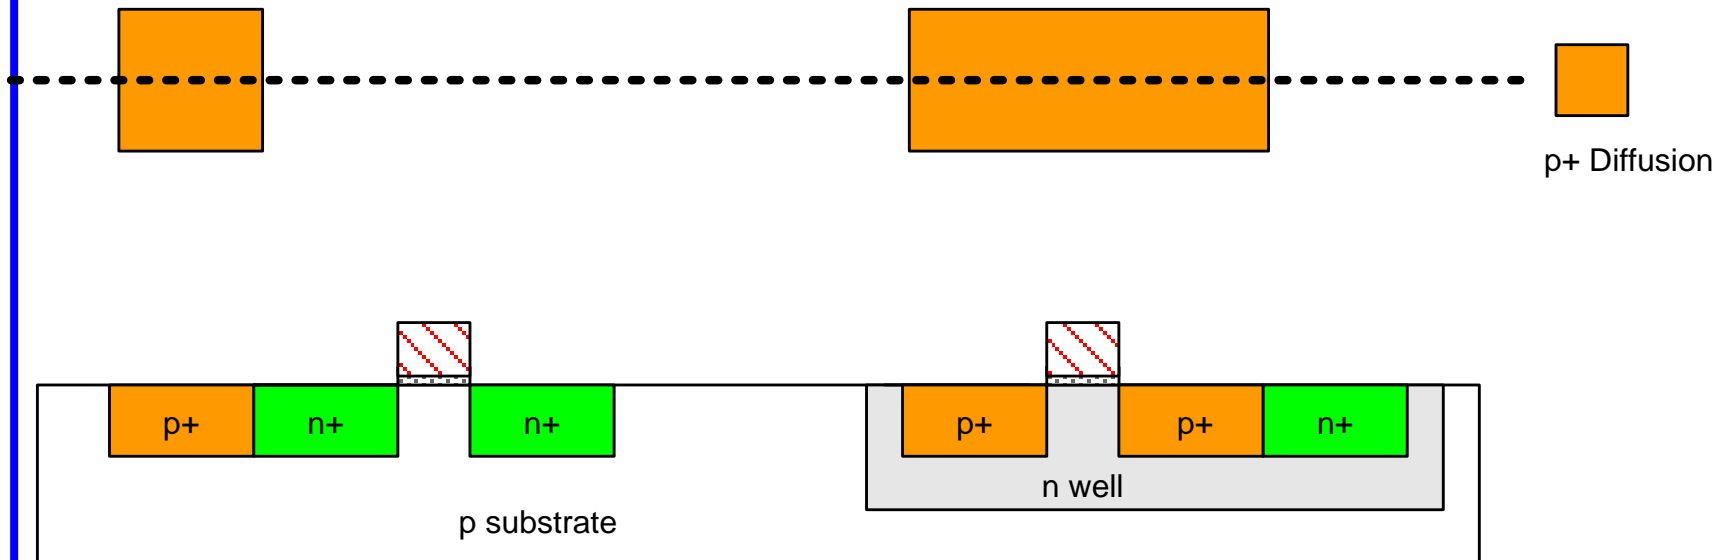 p+ Diffusion
p+ n+ n+ p+ p+ n+
n well
p substrate